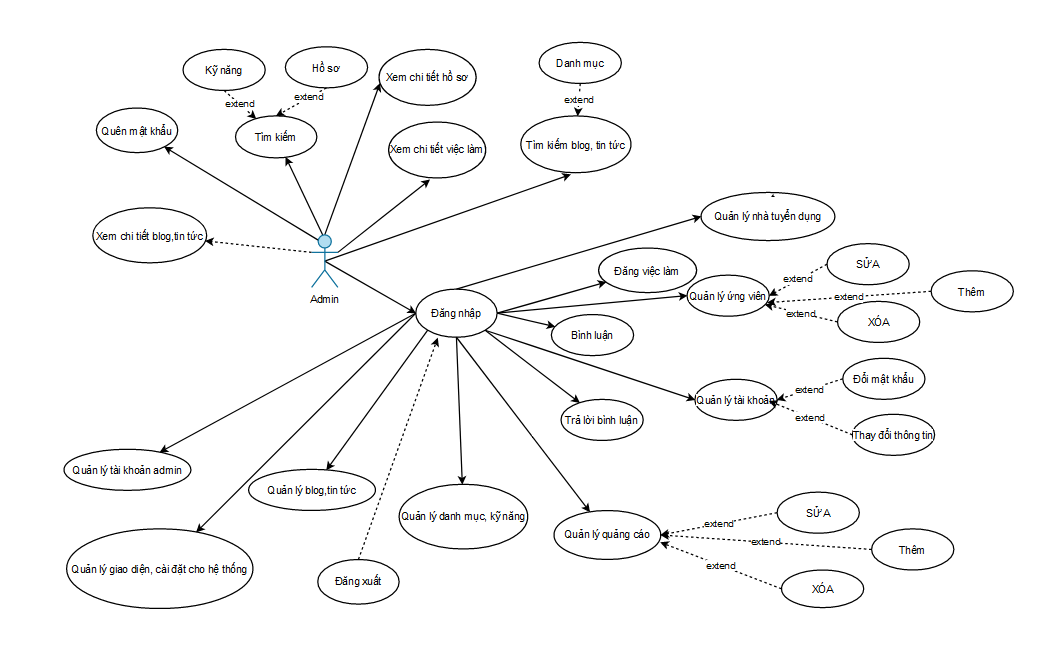 Kỹ năng
Hồ sơ
Xem chi tiết hồ sơ
Danh mục
extend
extend
extend
Quên mật khẩu
Tìm kiếm
Xem chi tiết việc làm
Tìm kiếm blog, tin tức
Xem chi tiết blog,tin tức
Quản lý nhà tuyển dụng
Admin
Đăng việc làm
SỬA
extend
Quản lý ứng viên
extend
Thêm
Đăng nhập
extend
XÓA
Bình luận
Đổi mật khẩu
extend
Quản lý tài khoản
extend
Trả lời bình luận
Thay đổi thông tin
Quản lý tài khoản admin
Quản lý blog,tin tức
Quản lý danh mục, kỹ năng
SỬA
extend
Quản lý quảng cáo
extend
Thêm
Quản lý giao diện, cài đặt cho hệ thống
extend
Đăng xuất
XÓA